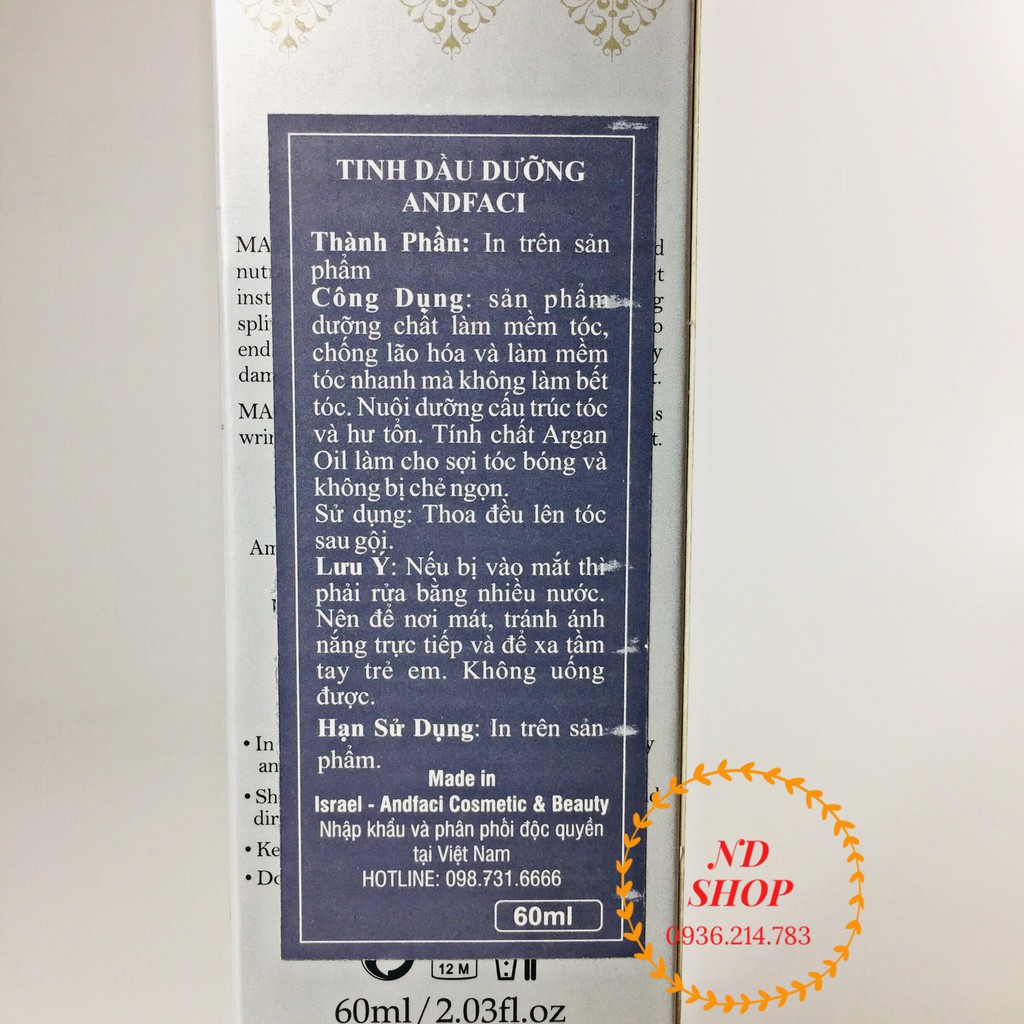 TINH DẦU DƯỠNG
ANDFACI
Thành Phần: In trên sản
phẩm
Công Dụng: sản phẩm
dưỡng chất làm mềm tóc,
chống lão hóa và làm mềm
tóc nhanh mà không làm bết
tóc. Nuôi dưỡng cấu trúc tóc
và hư tổn. Tính chất Argan
Oil làm cho sợi tóc bóng và
không bị chẻ ngọn.
Sử dụng: Thoa đều lên tóc
sau gội.
Lưu Ý: Nếu bị vào mắt thì
phải rửa bằng nhiều nước.
Nên để nơi mát, tránh ánh
nắng trực tiếp và để xa tầm
tay trẻ em. Không uống
được.
Hạn Sử Dụng: In trên sản
phẩm.
Made in
Israel - Andfaci Cosmetic & Beauty
Nhập khẩu và phân phối độc quyền
tại Việt Nam
HOTLINE: 098.731.6666
60ml
12 M
60ml/2.03fl.oz
ND
SHOP
0936.214.783